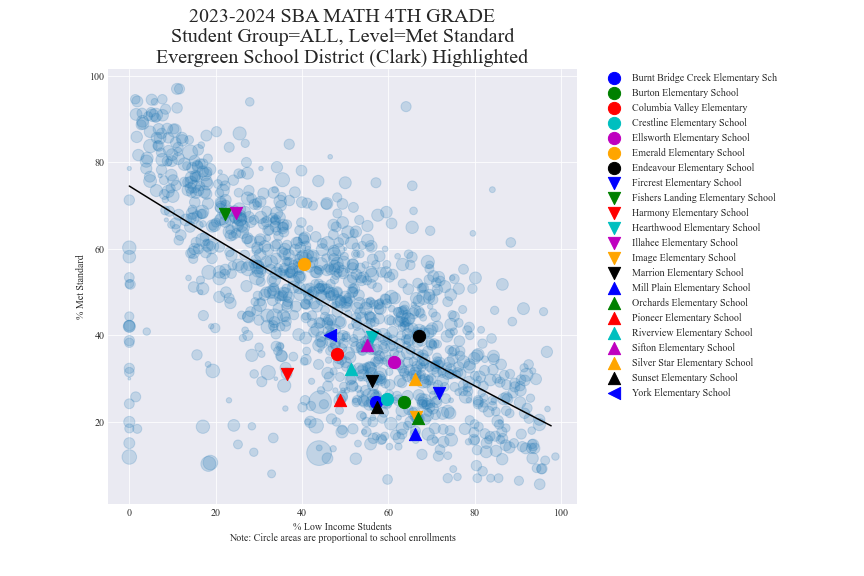 2023-2024 SBA MATH 4TH GRADE
Student Group=ALL, Level=Met Standard
Evergreen School District (Clark) Highlighted
100
80
60
40
20
% Met Standard
0
20
40
60
80
100
% Low Income Students
Note: Circle areas are proportional to school enrollments
Burnt Bridge Creek Elementary Sch
Burton Elementary School
Columbia Valley Elementary
Crestline Elementary School
Ellsworth Elementary School
Emerald Elementary School
Endeavour Elementary School
Fircrest Elementary School
Fishers Landing Elementary School
Harmony Elementary School
Hearthwood Elementary School
Illahee Elementary School
Image Elementary School
Marrion Elementary School
Mill Plain Elementary School
Orchards Elementary School
Pioneer Elementary School
Riverview Elementary School
Sifton Elementary School
Silver Star Elementary School
Sunset Elementary School
York Elementary School